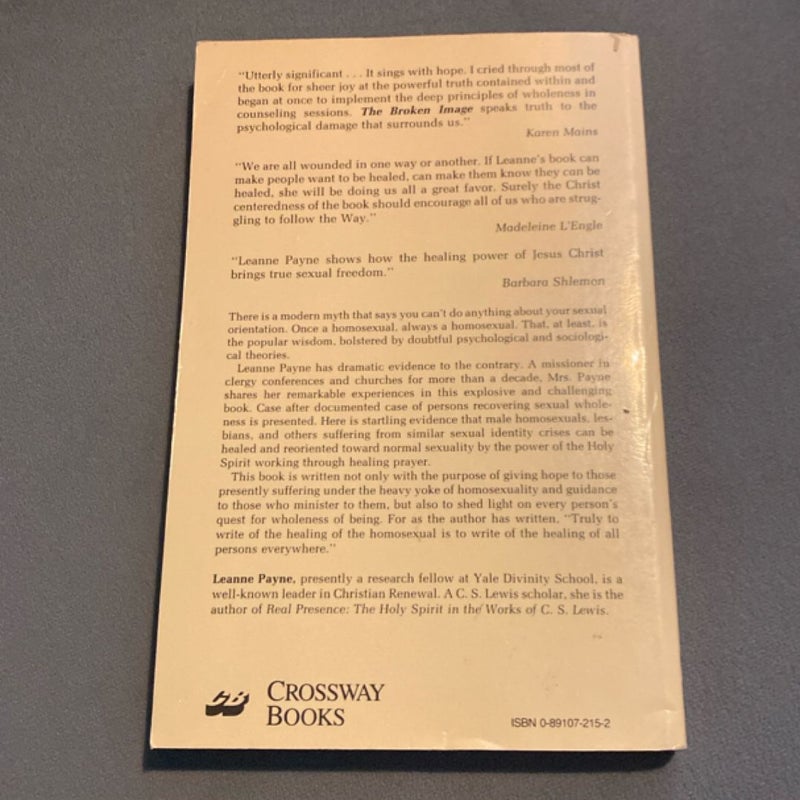 "Utterly significant . . . It sings with hope. I cried through most of
the book for sheer joy at the powerful truth contained within and
began at once to implement the deep principles of wholeness in
counseling sessions. The Broken Image speaks truth to the
psychological damage that surrounds us."
Karen Mains
"We are all wounded in one way or another. If Leanne's book can
make people want to be healed, can make them know they can be
healed, she will be doing us all a great favor. Surely the Christ
centeredness of the book should encourage all of us who are strug-
gling to follow the Way."
Madeleine L'Engle
"Leanne Payne shows how the healing power of Jesus Christ
brings true sexual freedom."
Barbara Shlemon
There is a modern myth that says you can't do anything about your sexual
orientation. Once a homosexual, always a homosexual. That, at least, is
the popular wisdom, bolstered by doubtful psychological and sociologi-
cal theories.
Leanne Payne has dramatic evidence to the contrary. A missioner in
clergy conferences and churches for more than a decade, Mrs. Payne
shares her remarkable experiences in this explosive and challenging
book. Case after documented case of persons recovering sexual whole-
ness is presented. Here is startling evidence that male homosexuals, les-
bians, and others suffering from similar sexual identity crises can be
healed and reoriented toward normal sexuality by the power of the Holy
Spirit working through healing prayer.
This book is written not only with the purpose of giving hope to those
presently suffering under the heavy yoke of homosexuality and guidance
to those who minister to them, but also to shed light on every person's
quest for wholeness of being. For as the author has written, "Truly to
write of the healing of the homosexual is to write of the healing of all
persons everywhere."
Leanne Payne, presently a research fellow at Yale Divinity School, is a
well-known leader in Christian Renewal. A C. S. Lewis scholar, she is the
author of Real Presence: The Holy Spirit in the Works of C. S. Lewis.
CB CROSSWAY
BOOKS
ISBN 0-89107-215-2